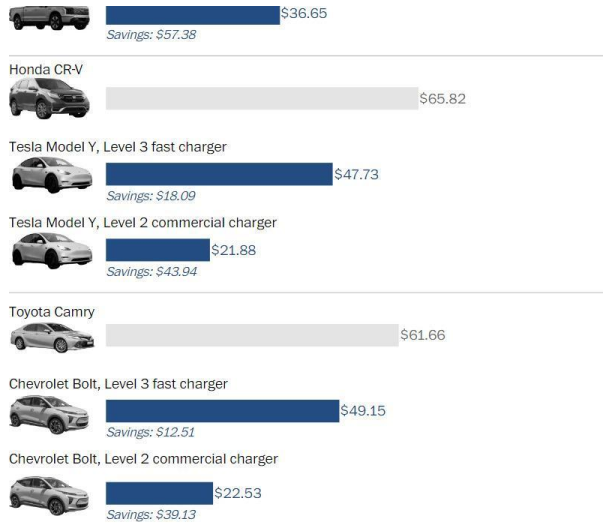 $36.65
Savings: $57.38
Honda CR-V
$65.82
Tesla Model Y, Level 3 fast charger
$47.73
Savings: $18.09
Tesla Model Y, Level 2 commercial charger
$21.88
Savings: $43.94
Toyota Camry
$61.66
Chevrolet Bolt, Level 3 fast charger
$49.15
Savings: $12.51
Chevrolet Bolt, Level 2 commercial charger
$22.53
Savings: $39.13